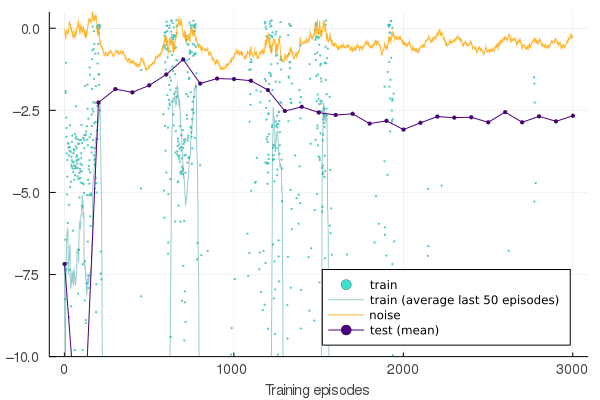 0.0
−2.5
−5.0
−7.5
−10.0
train
train (average last 50 episodes)
noise
test (mean)
0 1000 2000 3000
Training episodes